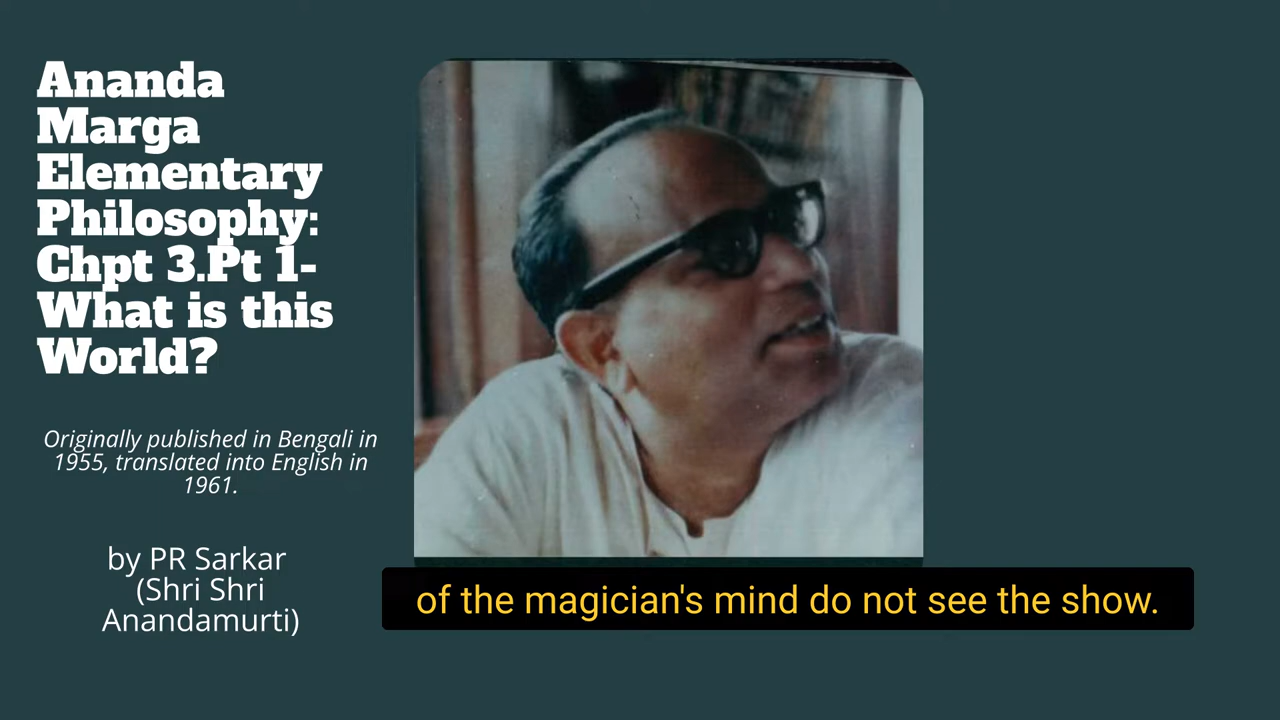 Ananda
Marga
Elementary
Philosophy:
Chpt 3.Pt 1-
What is this
World?
Originally published in Bengali in
1955, translated into English in
1961.
by PR Sarkar
(Shri Shri
Anandamurti)
of the magician's mind do not see the show.